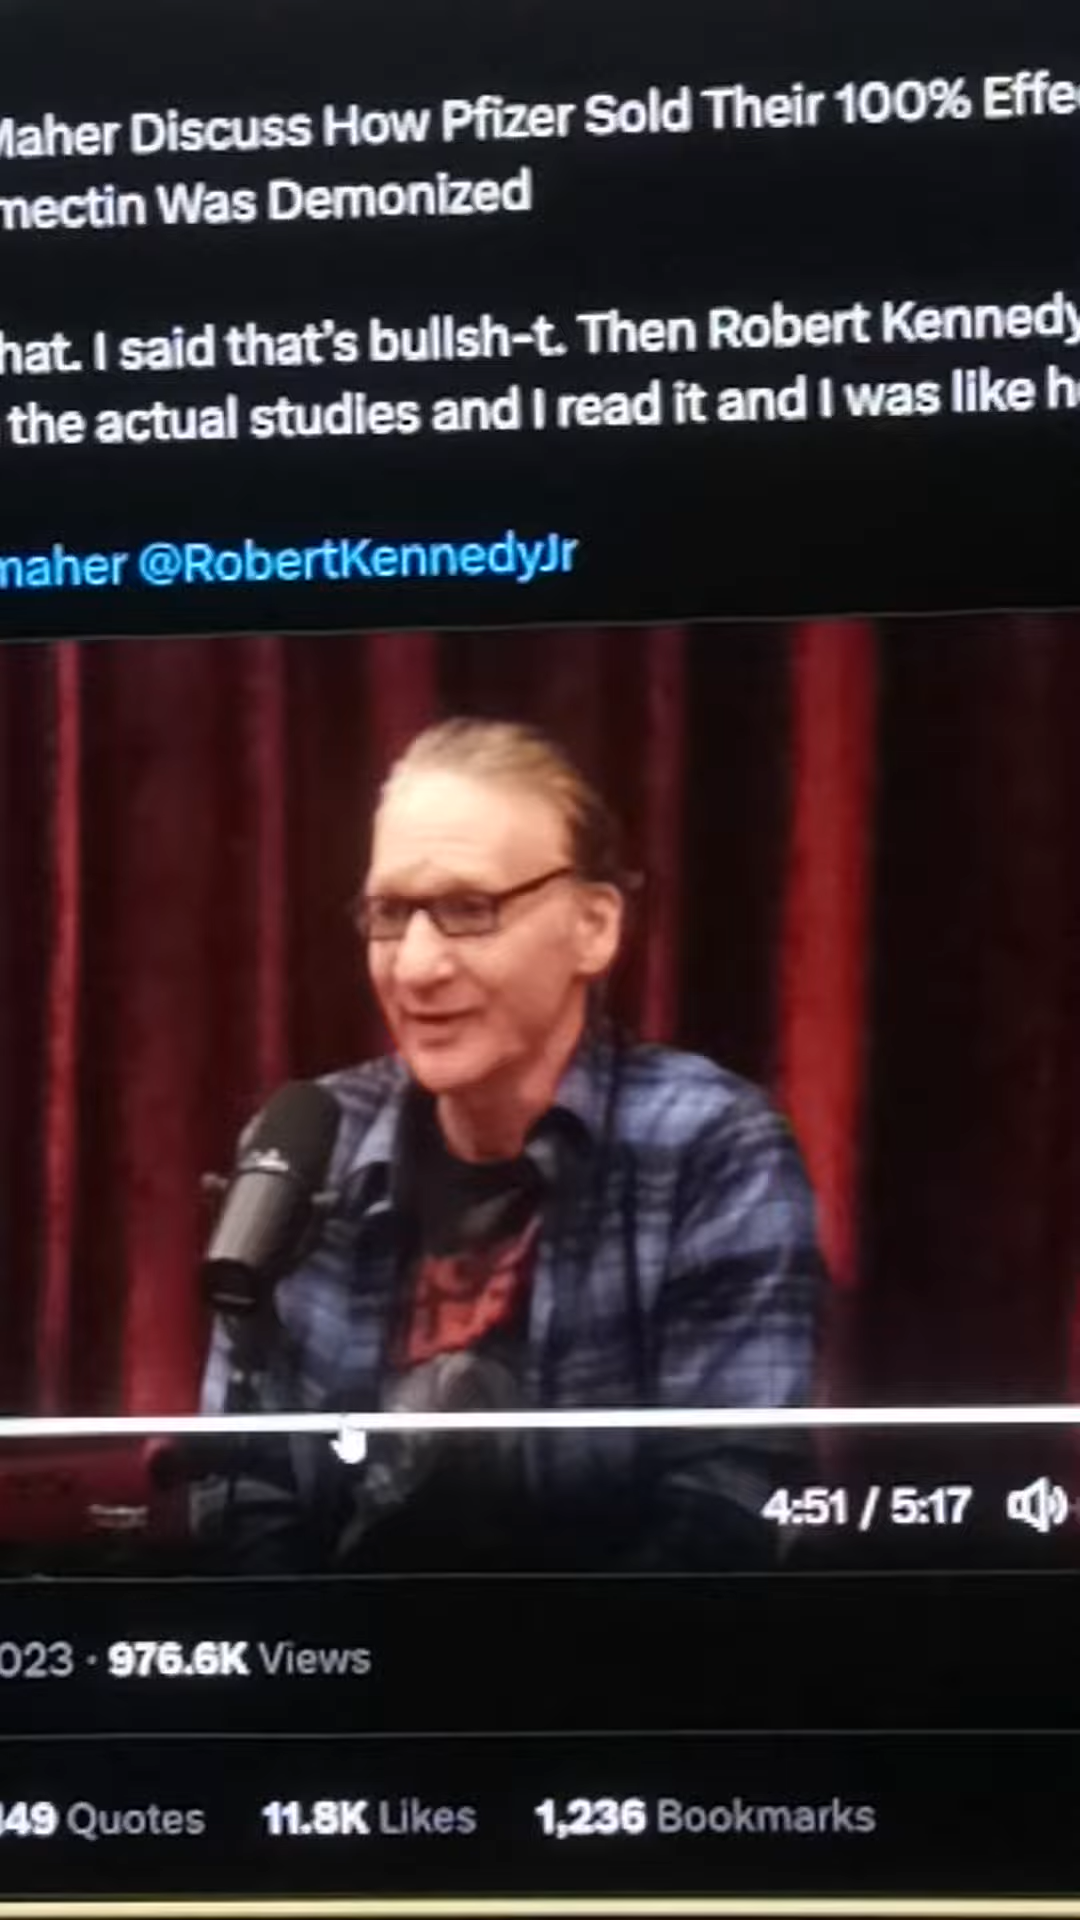 Maher Discuss How Pfizer Sold Their 100% Effe
mectin Was Demonized
hat. I said that's bullsh-t. Then Robert Kennedy
the actual studies and I read it and I was like h
maher @RobertKennedyJr
4:51 / 5:17
023 · 976.6K Views
149 Quotes 11.8K Likes 1,236 Bookmarks